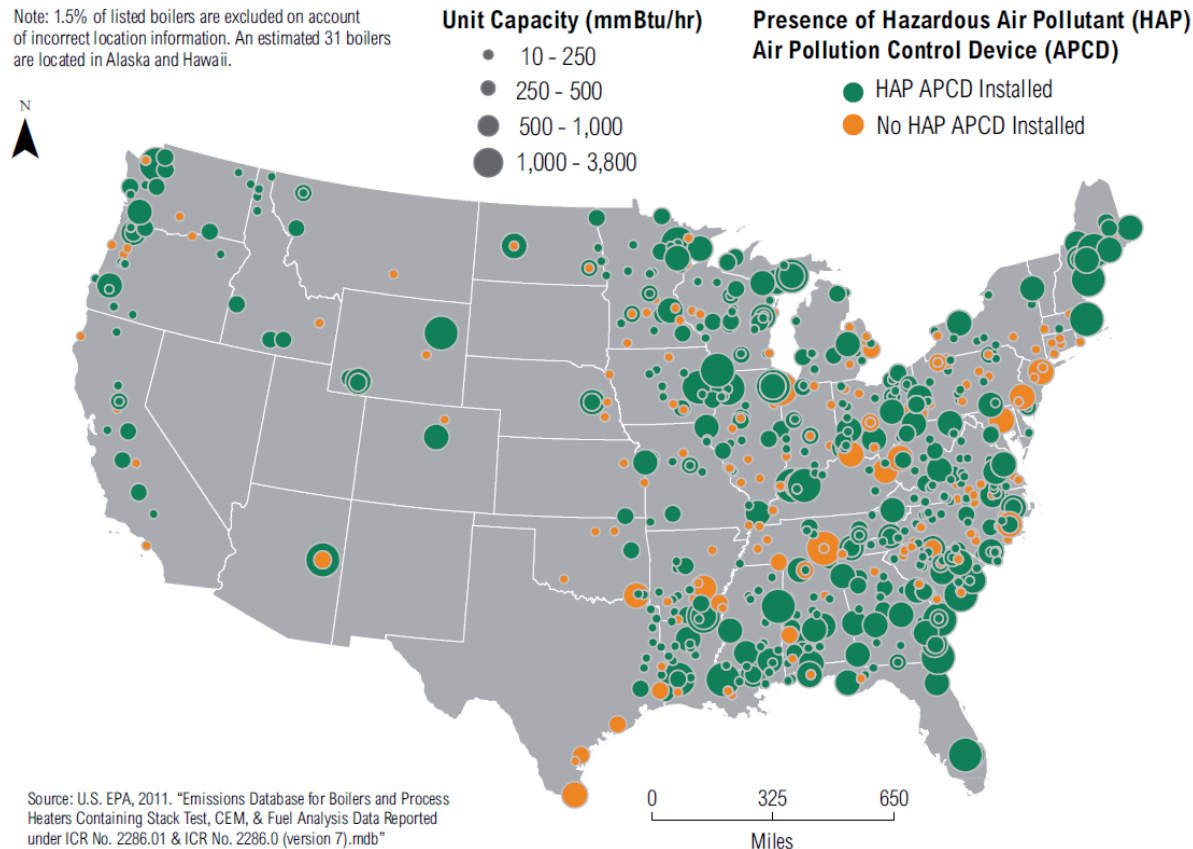 Note: 1.5% of listed boilers are excluded on account
of incorrect location information. An estimated 31 boilers
are located in Alaska and Hawaii.
Unit Capacity (mmBtu/hr)
10 - 250
250 - 500
500 - 1,000
1,000 - 3,800
Presence of Hazardous Air Pollutant (HAP)
Air Pollution Control Device (APCD)
HAP APCD Installed
No HAP APCD Installed
N
Source: U.S. EPA, 2011. “Emissions Database for Boilers and Process
Heaters Containing Stack Test, CEM, & Fuel Analysis Data Reported
under ICR No. 2286.01 & ICR No. 2286.0 (version 7).mdb”
0 325 650
Miles